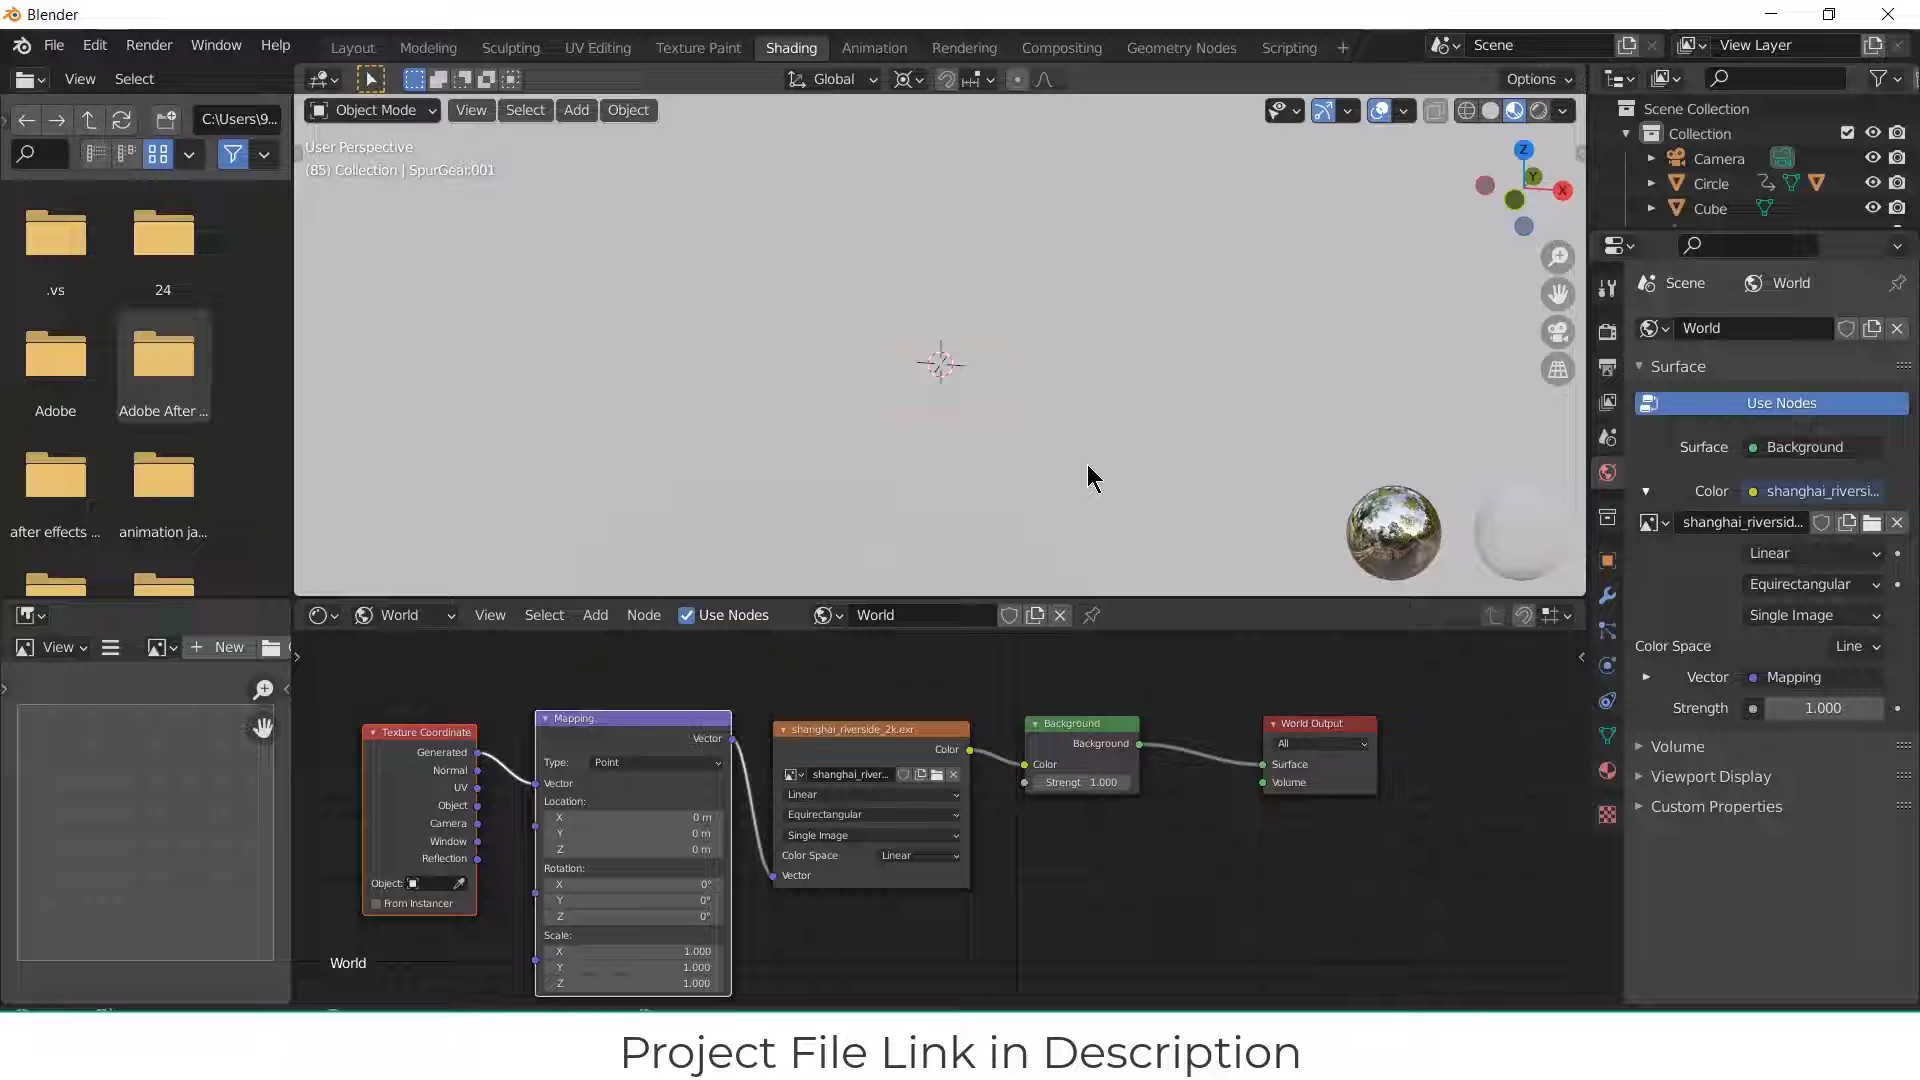 Blender
File Edit Render Window Help Layout Modeling Sculpting UV Editing Texture Paint Shading Animation Rendering Compositing Geometry Nodes Scripting + Scene View Layer
View Select Global Options
C:\Users\9...
Object Mode View Select Add Object
User Perspective
(85) Collection | SpurGear.001
Z
Y
X
.vs 24
Adobe Adobe After ...
after effects ... animation ja...
Scene Collection
Collection
Camera
Circle
Cube
Scene World
World
Surface
Use Nodes
Surface Background
Color shanghai_riversi...
shanghai_riversid...
Linear
Equirectangular
Single Image
Color Space Line
Vector Mapping
Strength 1.000
Volume
Viewport Display
Custom Properties
World View Select Add Node Use Nodes World
View New
Texture Coordinate
Generated
Normal
UV
Object
Camera
Window
Reflection
Object:
From Instancer
Mapping
Vector
Type: Point
Vector
Location:
X 0 m
Y 0 m
Z 0 m
Rotation:
X 0°
Y 0°
Z 0°
Scale:
X 1.000
Y 1.000
Z 1.000
shanghai_riverside_2k.exr
Color
shanghai_river...
Linear
Equirectangular
Single Image
Color Space Linear
Vector
Background
Background
Color
Strengt 1.000
World Output
All
Surface
Volume
World
Project File Link in Description